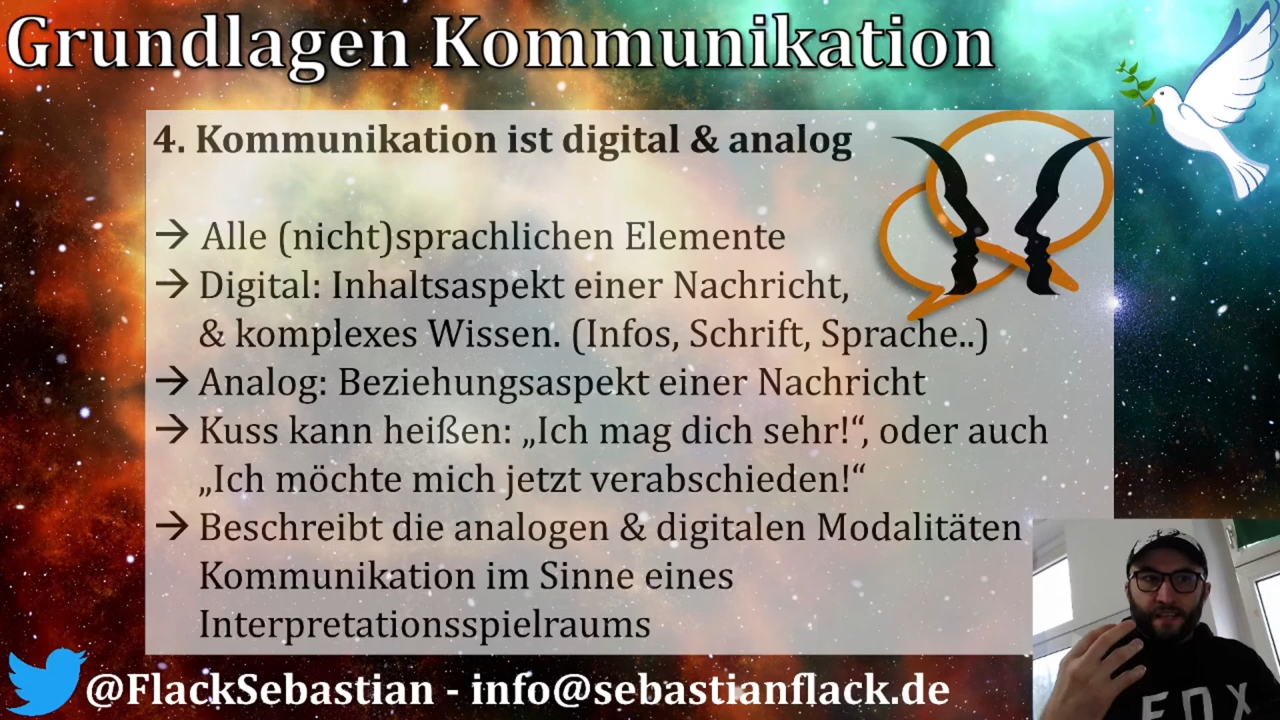 Grundlagen Kommunikation
4. Kommunikation ist digital & analog
→ Alle (nicht)sprachlichen Elemente
→ Digital: Inhaltsaspekt einer Nachricht,
& komplexes Wissen. (Infos, Schrift, Sprache..)
→ Analog: Beziehungsaspekt einer Nachricht
→ Kuss kann heißen: „Ich mag dich sehr!“, oder auch
„Ich möchte mich jetzt verabschieden!“
→ Beschreibt die analogen & digitalen Modalitäten
Kommunikation im Sinne eines
Interpretationsspielraums
@FlackSebastian - info@sebastianflack.de
FOX